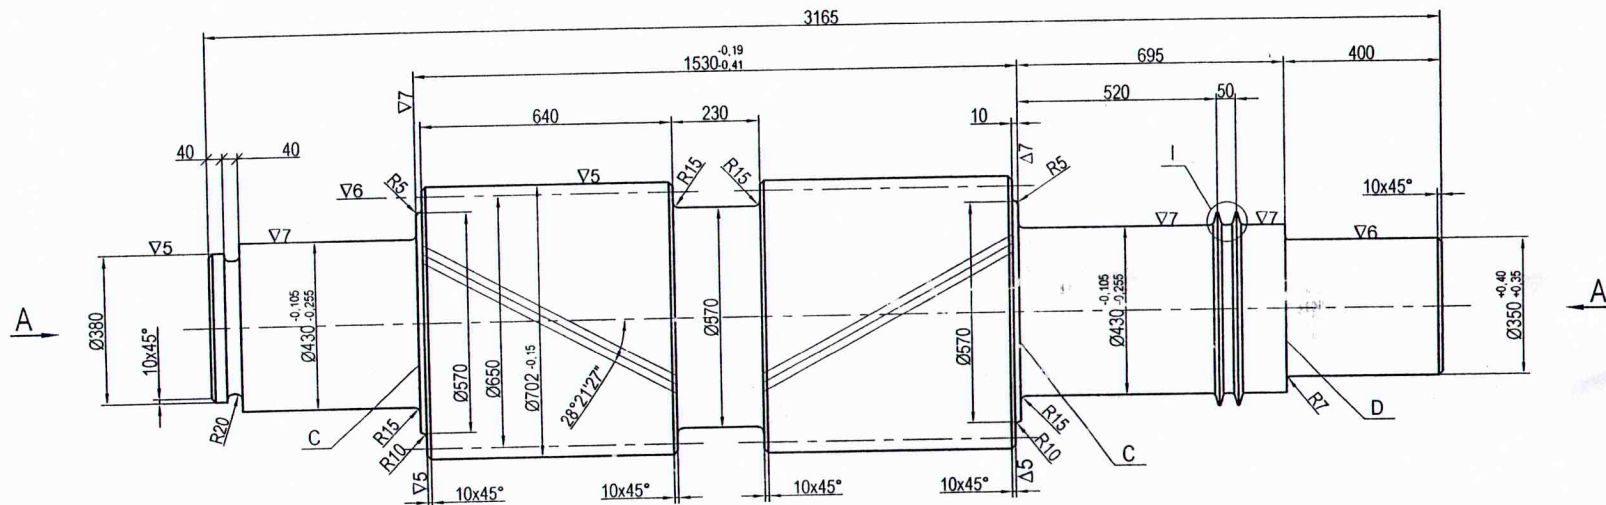 3165
1530 -0,19 -0,41
695
400
520
50
640
230
10
40
40
▽7
△7
I
R5
R15
R15
R5
▽6
▽5
10x45°
▽5
▽7
▽7
▽7
▽6
A
Ø380
10x45°
Ø430 -0,105 -0,255
Ø570
Ø650
Ø702 -0,15
28°21'27"
Ø570
Ø570
Ø430 -0,105 -0,255
Ø350 +0,40 +0,35
A
R20
C
R15
R10
R15
R10
C
R7
D
▽5
10x45°
10x45°
10x45°
10x45°
△5